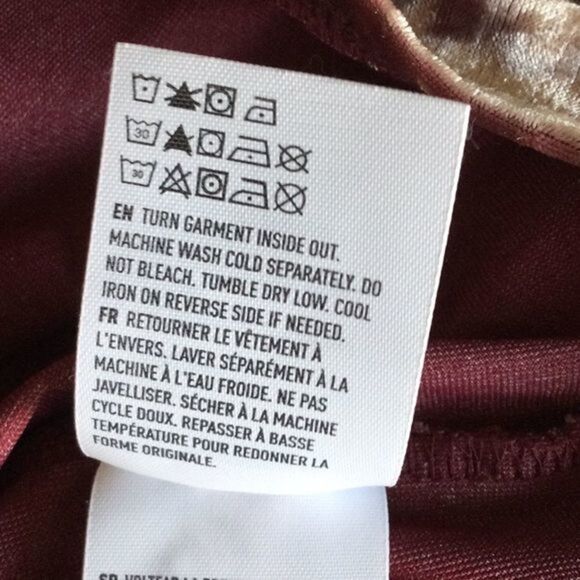 30
30
EN TURN GARMENT INSIDE OUT.
MACHINE WASH COLD SEPARATELY. DO
NOT BLEACH. TUMBLE DRY LOW. COOL
IRON ON REVERSE SIDE IF NEEDED.
FR RETOURNER LE VÊTEMENT À
L'ENVERS. LAVER SÉPARÉMENT À LA
MACHINE À L'EAU FROIDE. NE PAS
JAVELLISER. SÉCHER À LA MACHINE
CYCLE DOUX. REPASSER À BASSE
TEMPÉRATURE POUR REDONNER LA
FORME ORIGINALE.